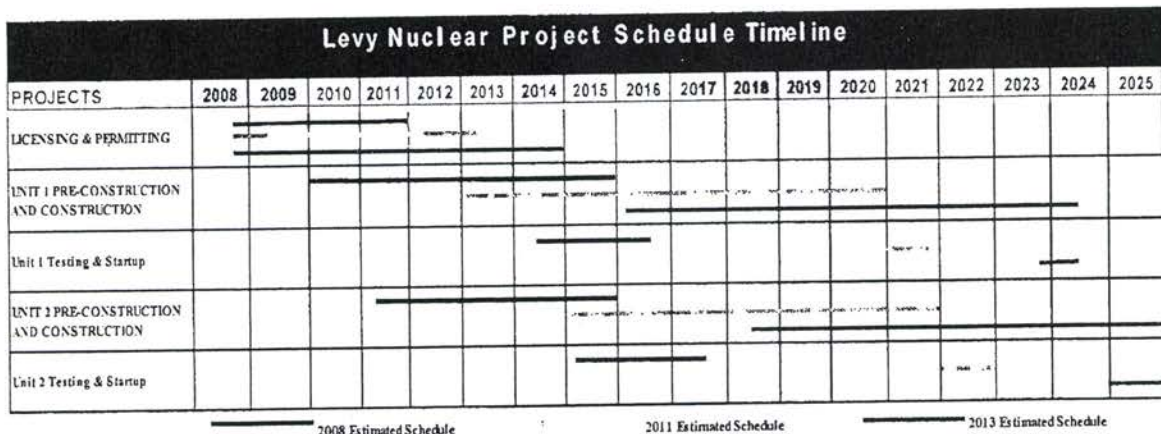 Levy Nuclear Project Schedule Timeline
PROJECTS 2008 2009 2010 2011 2012 2013 2014 2015 2016 2017 2018 2019 2020 2021 2022 2023 2024 2025
LICENSING & PERMITTING
UNIT 1 PRE-CONSTRUCTION
AND CONSTRUCTION
Unit 1 Testing & Startup
UNIT 2 PRE-CONSTRUCTION
AND CONSTRUCTION
Unit 2 Testing & Startup
2008 Estimated Schedule 2011 Estimated Schedule 2013 Estimated Schedule